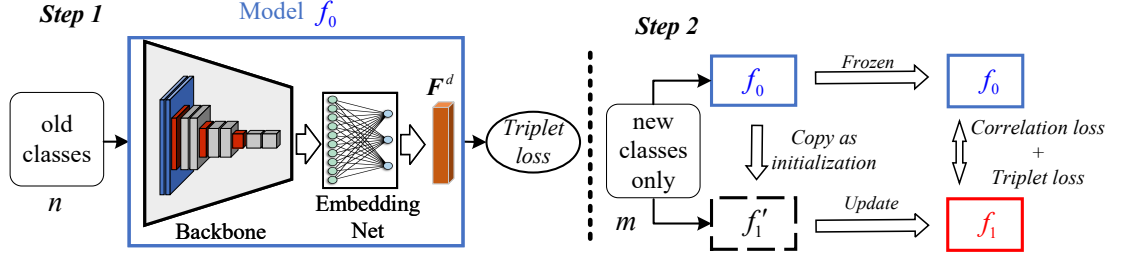 Step 1
Model f₀
old
classes
n
Backbone
Embedding
Net
Fᵈ
Triplet
loss
Step 2
new
classes
only
m
f₀
Frozen
f₀
Copy as
initialization
Correlation loss
+
Triplet loss
f₁′
Update
f₁